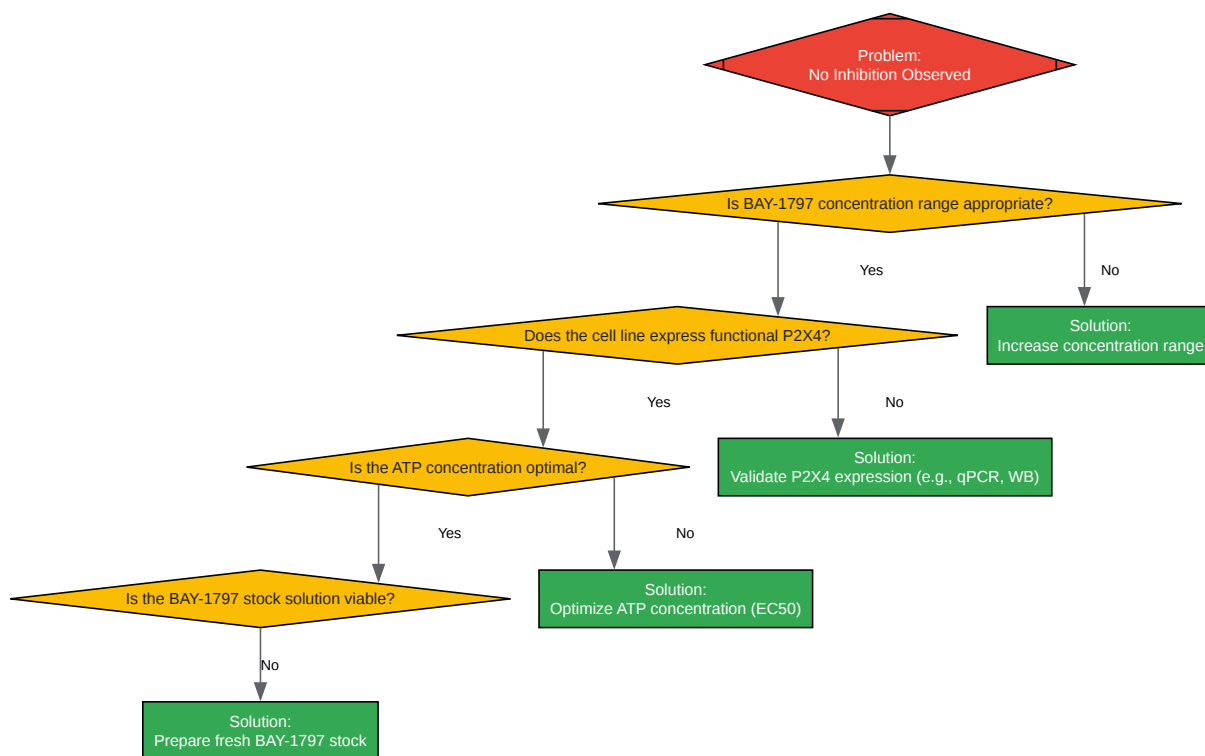 Problem:
No Inhibition Observed
Is BAY-1797 concentration range appropriate?
Yes
No
Does the cell line express functional P2X4?
Solution:
Increase concentration range
Yes
No
Is the ATP concentration optimal?
Solution:
Validate P2X4 expression (e.g., qPCR, WB)
Yes
No
Is the BAY-1797 stock solution viable?
Solution:
Optimize ATP concentration (EC50)
No
Solution:
Prepare fresh BAY-1797 stock